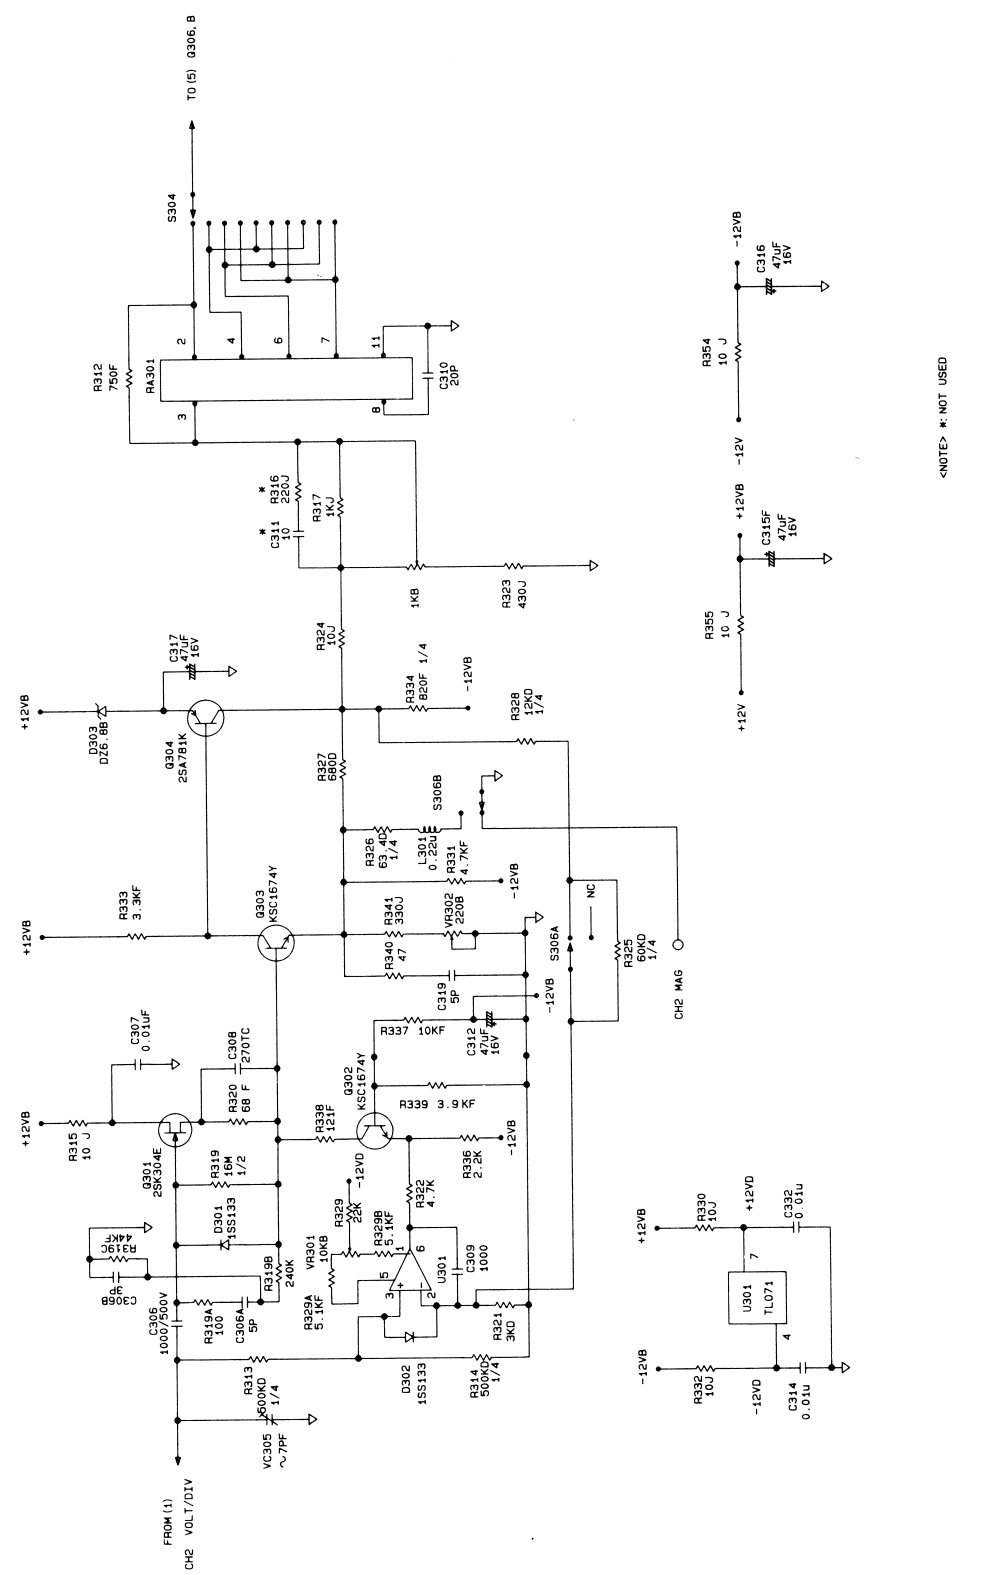 TO(5) Q306, B
S304
R312
750F
RA301
2
4
6
7
11
3
8
C310
20P
*
R316
220J
*
C311
10
R317
1KJ
1KB
R323
430J
R324
10J
+12VB
C317
47uF
16V
D303
DZ6.8B
Q304
2SA781K
R334
820F 1/4
-12VB
R328
12KD
1/4
R327
680D
S306B
R326
63.4D
1/4
L301
0.22u
R331
4.7KF
-12VB
+12VB
R333
3.3KF
Q303
KSC1674Y
R341
330J
VR302
220B
R340
47
C319
5P
NC
S306A
R325
60KD
1/4
CH2 MAG
-12VB
R337 10KF
C312
47uF
16V
C307
0.01uF
C308
270TC
R320
68 F
Q302
KSC1674Y
R339 3.9KF
R338
121F
R336
2.2K
-12VB
+12VB
R315
10 J
Q301
2SK304E
R319
16M
1/2
D301
1SS133
-12VD
R329
22K
R322
4.7K
R329B
5.1KF
VR301
10KB
R329A
5.1KF
R319B
240K
R319C
44KF
C306B
3P
C306
1000/500V
R319A
100
C306A
5P
1
6
5
3
2
+
-
U301
C309
1000
R321
3KD
D302
1SS133
R313
500KD
1/4
R314
500KD
1/4
VC305
~7PF
FROM(1)
CH2 VOLT/DIV
-12VB
C316
47uF
16V
R354
10 J
-12V
+12VB
C315F
47uF
16V
R355
10 J
+12V
+12VB
R330
10J
+12VD
C332
0.01u
7
U301
TL071
4
-12VB
R332
10J
-12VD
C314
0.01u
<NOTE> *: NOT USED